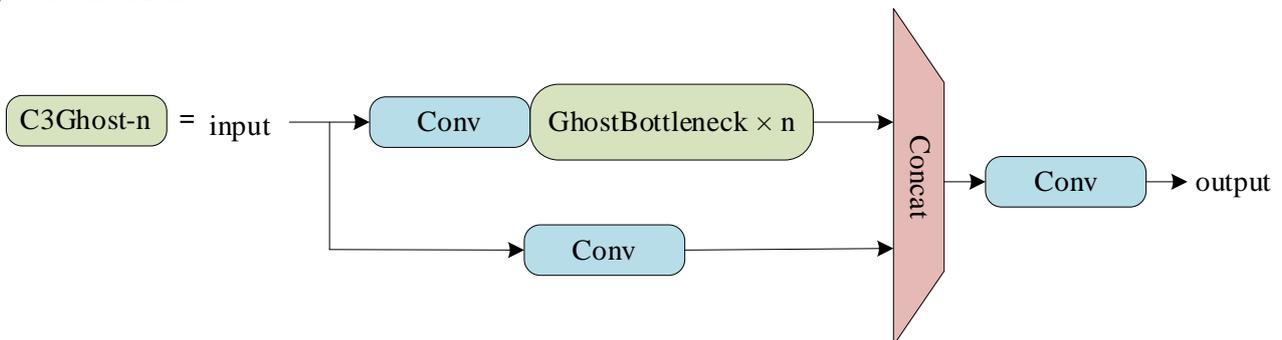 C3Ghost-n = input
Conv
GhostBottleneck × n
Conv
Concat
Conv
output